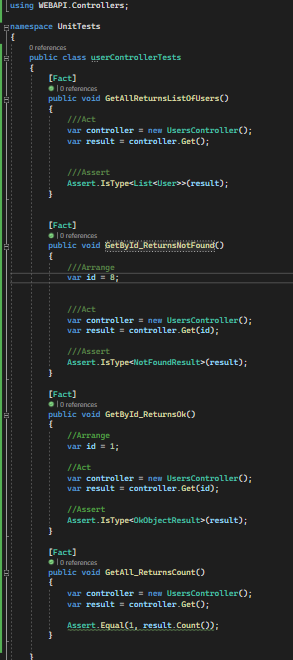 using WEBAPI.Controllers;
namespace UnitTests
{
0 references
public class userControllerTests
{
[Fact]
0 references
public void GetAllReturnsListOfUsers()
{
///Act
var controller = new UsersController();
var result = controller.Get();
///Assert
Assert.IsType<List<User>>(result);
}
[Fact]
0 references
public void GetById_ReturnsNotFound()
{
///Arrange
var id = 8;
///Act
var controller = new UsersController();
var result = controller.Get(id);
///Assert
Assert.IsType<NotFoundResult>(result);
}
[Fact]
0 references
public void GetById_ReturnsOk()
{
//Arrange
var id = 1;
//Act
var controller = new UsersController();
var result = controller.Get(id);
//Assert
Assert.IsType<OkObjectResult>(result);
}
[Fact]
0 references
public void GetAll_ReturnsCount()
{
var controller = new UsersController();
var result = controller.Get();
Assert.Equal(1, result.Count());
}